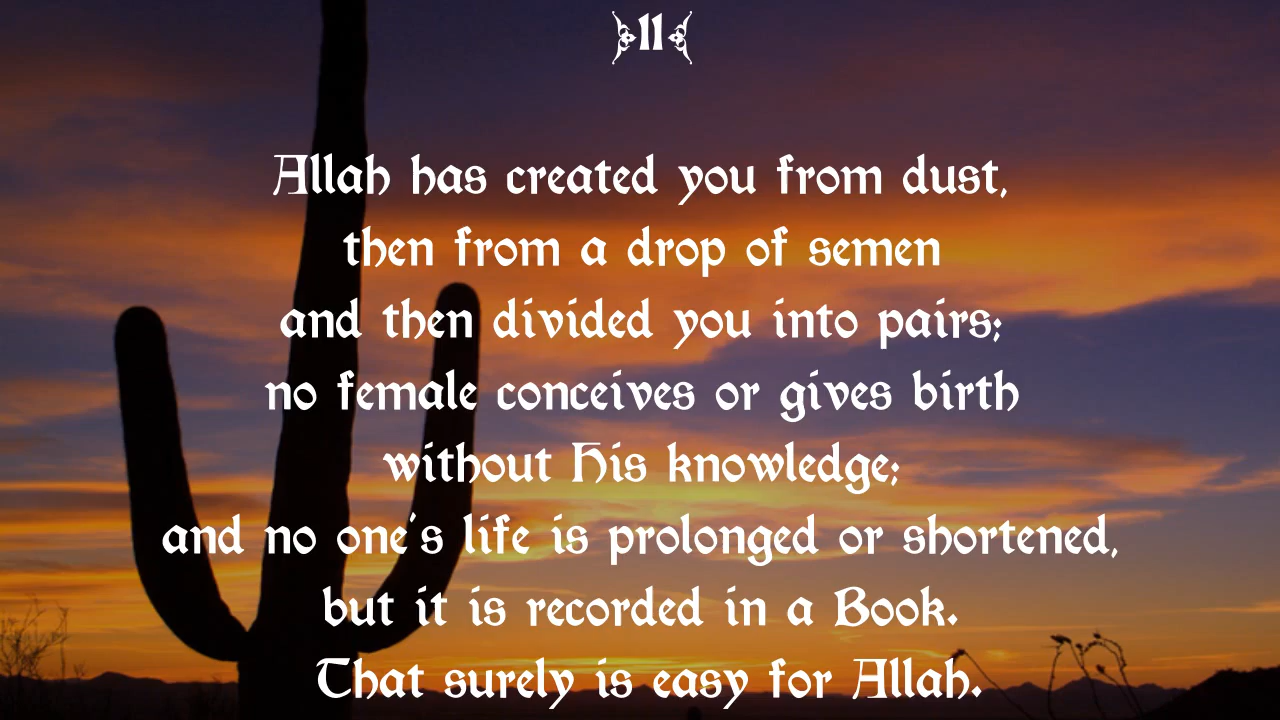 11
Allah has created you from dust,
then from a drop of semen
and then divided you into pairs;
no female conceives or gives birth
without His knowledge;
and no one's life is prolonged or shortened,
but it is recorded in a Book.
That surely is easy for Allah.